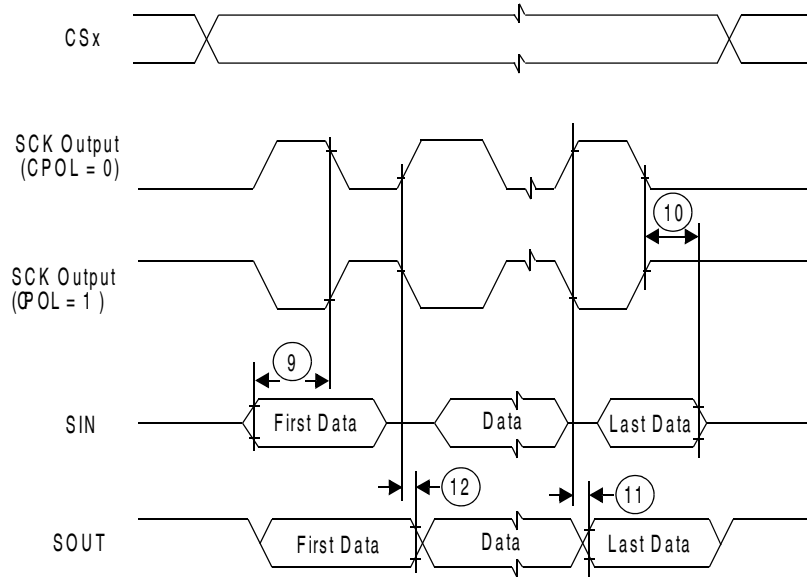 CSx
SCK Output
(CPOL = 0)
10
SCK Output
(CPOL = 1)
9
SIN
First Data
Data
Last Data
12
11
SOUT
First Data
Data
Last Data